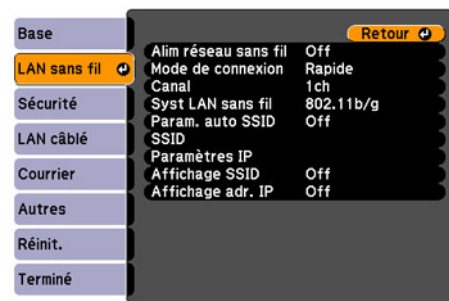 Base
LAN sans fil
Sécurité
LAN câblé
Courrier
Autres
Réinit.
Terminé
Retour
Alim réseau sans fil Off
Mode de connexion Rapide
Canal 1ch
Syst LAN sans fil 802.11b/g
Param. auto SSID Off
SSID
Paramètres IP
Affichage SSID Off
Affichage adr. IP Off